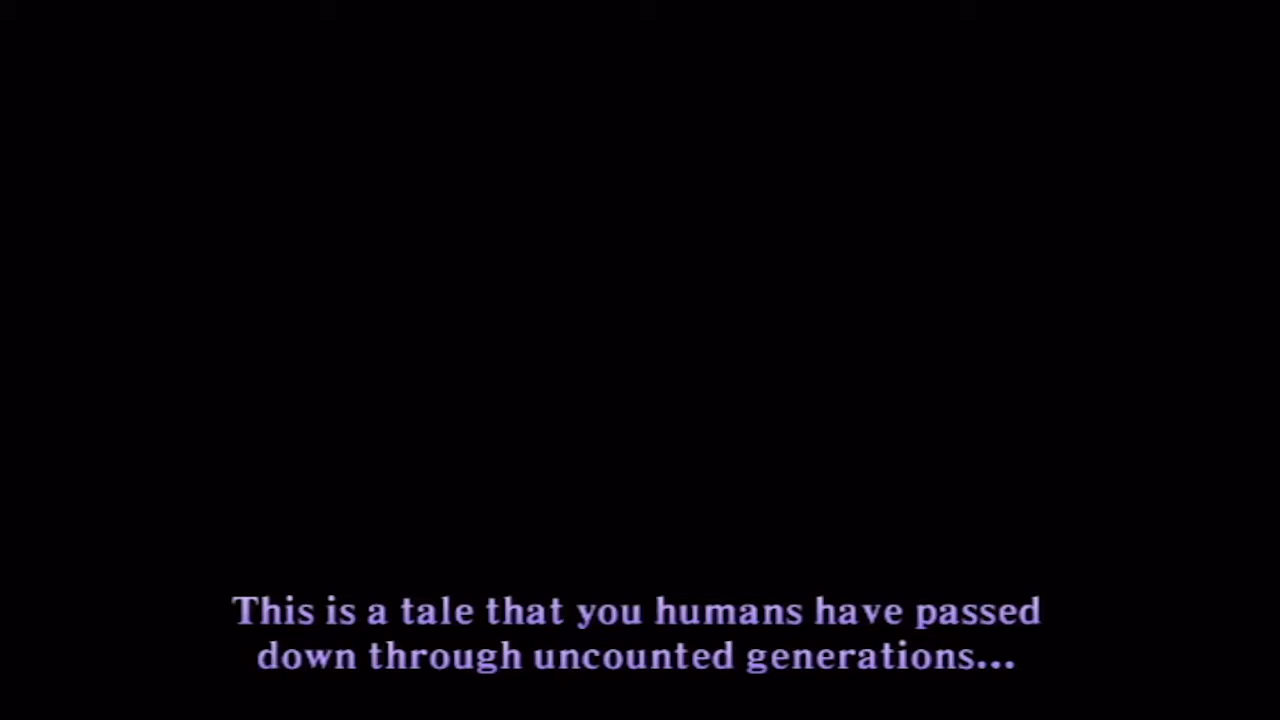 This is a tale that you humans have passed
down through uncounted generations...